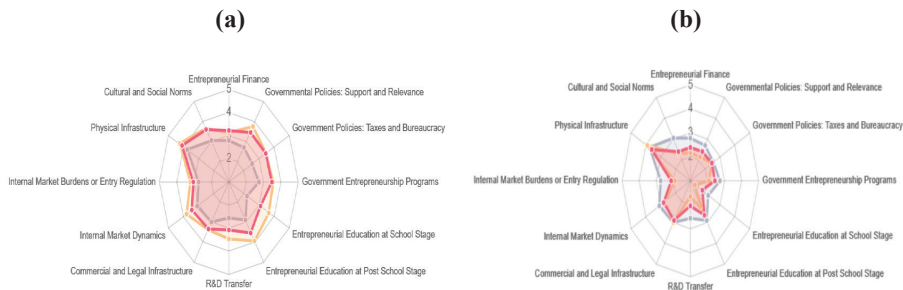 (a)
Entrepreneurial Finance
Cultural and Social Norms
Governmental Policies: Support and Relevance
Physical Infrastructure
Government Policies: Taxes and Bureaucracy
Internal Market Burdens or Entry Regulation
Government Entrepreneurship Programs
Internal Market Dynamics
Entrepreneurial Education at School Stage
Commercial and Legal Infrastructure
Entrepreneurial Education at Post School Stage
R&D Transfer
5
4
3
2
(b)
Entrepreneurial Finance
Cultural and Social Norms
Governmental Policies: Support and Relevance
Physical Infrastructure
Government Policies: Taxes and Bureaucracy
Internal Market Burdens or Entry Regulation
Government Entrepreneurship Programs
Internal Market Dynamics
Entrepreneurial Education at School Stage
Commercial and Legal Infrastructure
Entrepreneurial Education at Post School Stage
R&D Transfer
5
4
3
2